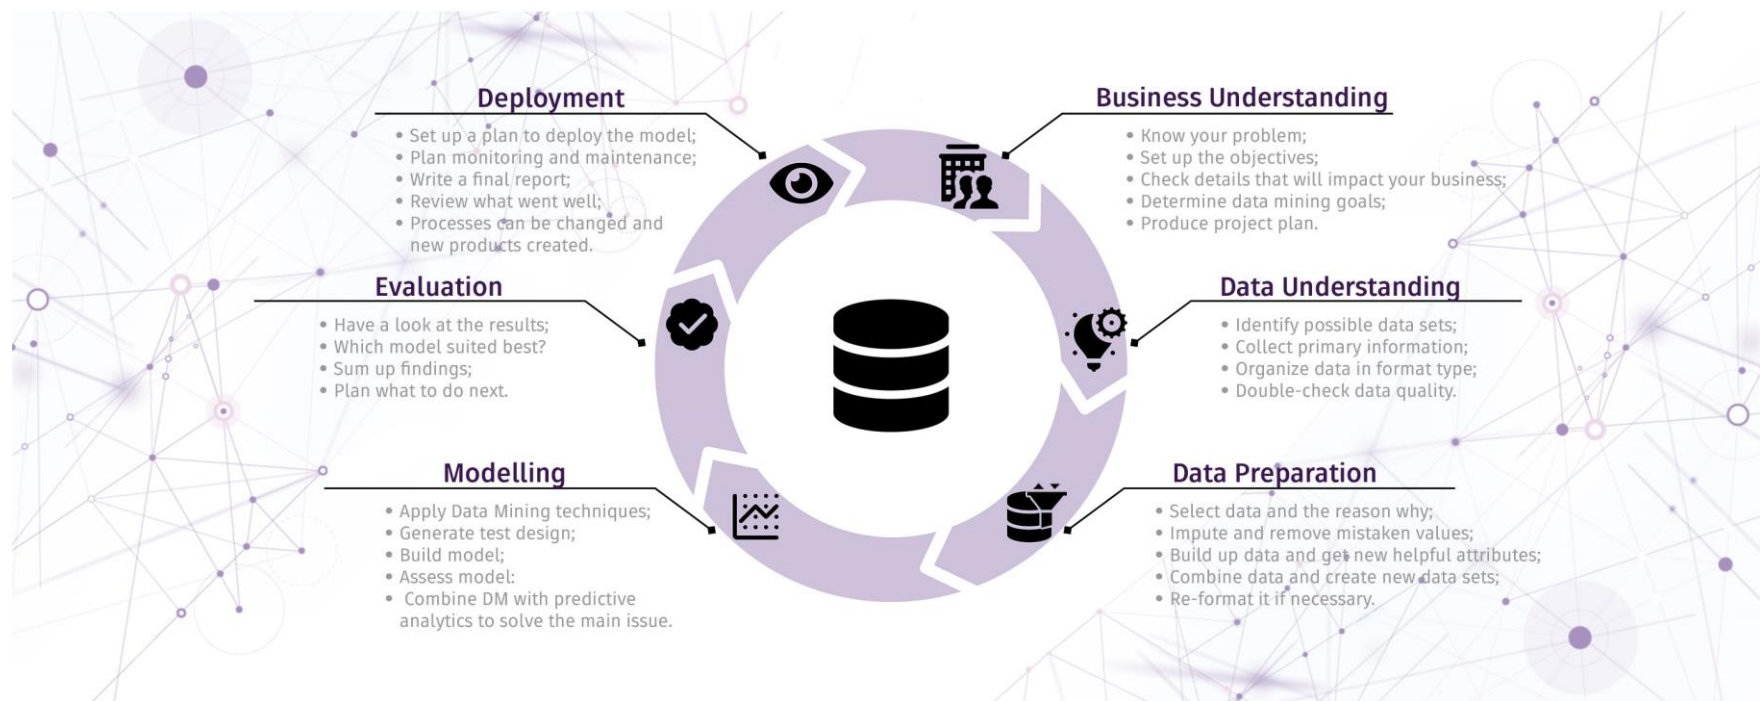 Deployment
• Set up a plan to deploy the model;
• Plan monitoring and maintenance;
• Write a final report;
• Review what went well;
• Processes can be changed and
new products created.
Evaluation
• Have a look at the results;
• Which model suited best?
• Sum up findings;
• Plan what to do next.
Modelling
• Apply Data Mining techniques;
• Generate test design;
• Build model;
• Assess model:
• Combine DM with predictive
analytics to solve the main issue.
Business Understanding
• Know your problem;
• Set up the objectives;
• Check details that will impact your business;
• Determine data mining goals;
• Produce project plan.
Data Understanding
• Identify possible data sets;
• Collect primary information;
• Organize data in format type;
• Double-check data quality.
Data Preparation
• Select data and the reason why;
• Impute and remove mistaken values;
• Build up data and get new helpful attributes;
• Combine data and create new data sets;
• Re-format it if necessary.